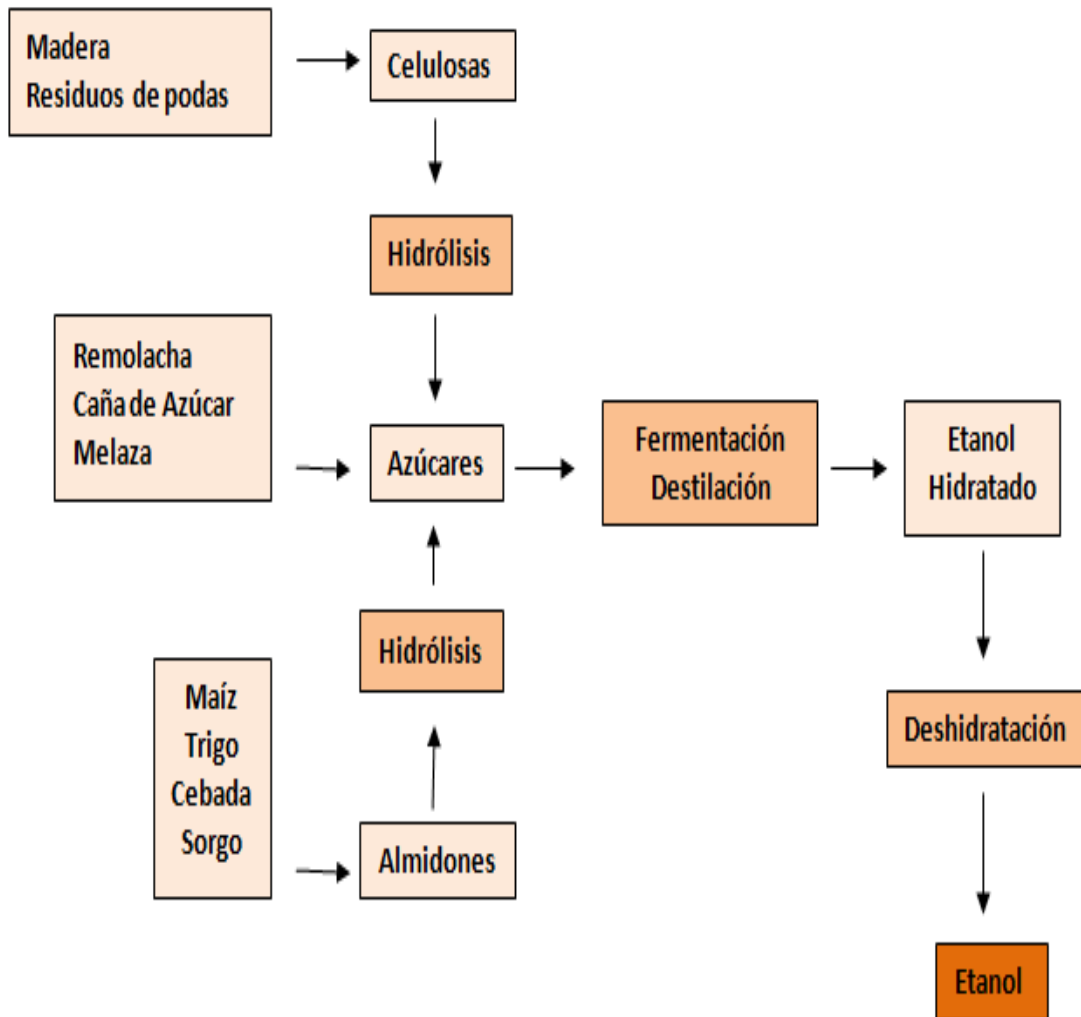 Madera
Residuos de podas
Celulosas
Hidrólisis
Remolacha
Caña de Azúcar
Melaza
Azúcares
Fermentación
Destilación
Etanol
Hidratado
Hidrólisis
Maíz
Trigo
Cebada
Sorgo
Almidones
Deshidratación
Etanol